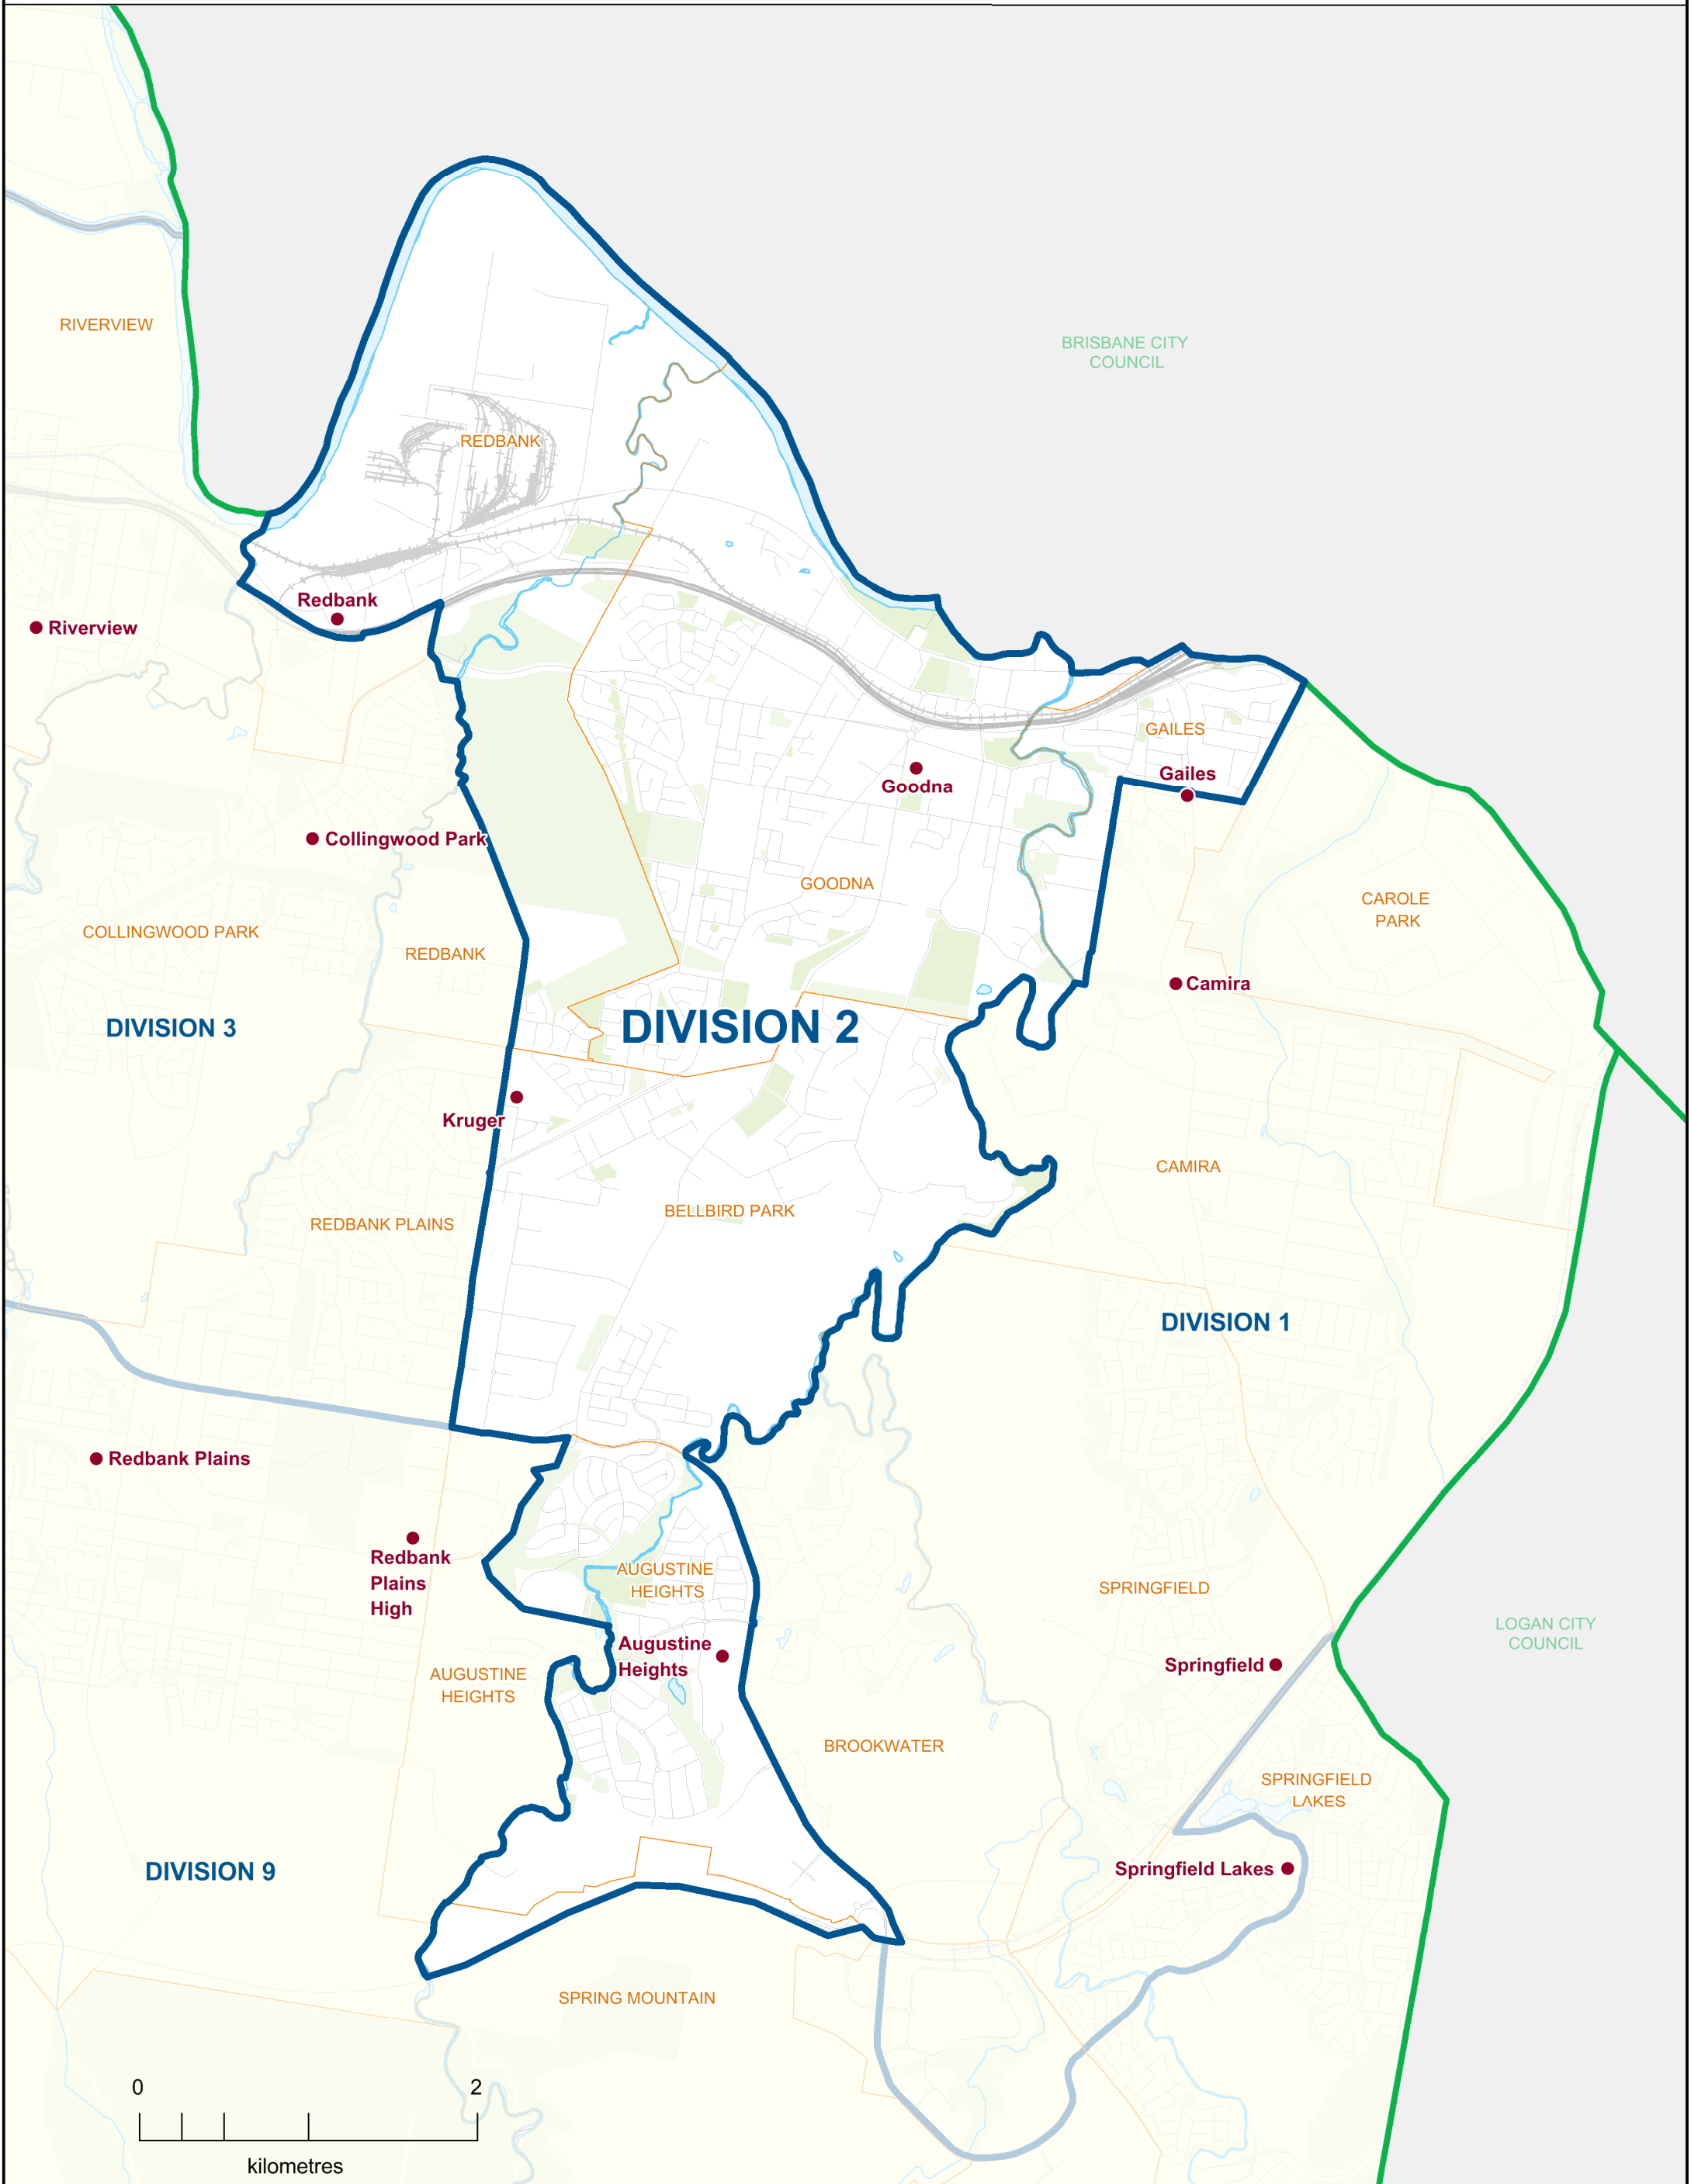 RIVERVIEW
BRISBANE CITY
COUNCIL
REDBANK
Redbank
Riverview
GAILES
Gailes
Goodna
Collingwood Park
GOODNA
CAROLE
PARK
COLLINGWOOD PARK
REDBANK
Camira
DIVISION 3
DIVISION 2
Kruger
CAMIRA
BELLBIRD PARK
REDBANK PLAINS
DIVISION 1
Redbank Plains
Redbank
Plains
High
AUGUSTINE
HEIGHTS
SPRINGFIELD
LOGAN CITY
COUNCIL
Augustine
Heights
Springfield
AUGUSTINE
HEIGHTS
BROOKWATER
SPRINGFIELD
LAKES
DIVISION 9
Springfield Lakes
SPRING MOUNTAIN
0 2
kilometres